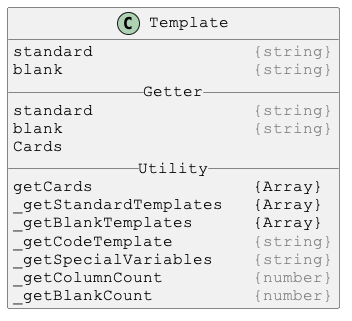 C Template
standard {string}
blank {string}
Getter
standard {string}
blank {string}
Cards
Utility
getCards {Array}
_getStandardTemplates {Array}
_getBlankTemplates {Array}
_getCodeTemplate {string}
_getSpecialVariables {string}
_getColumnCount {number}
_getBlankCount {number}